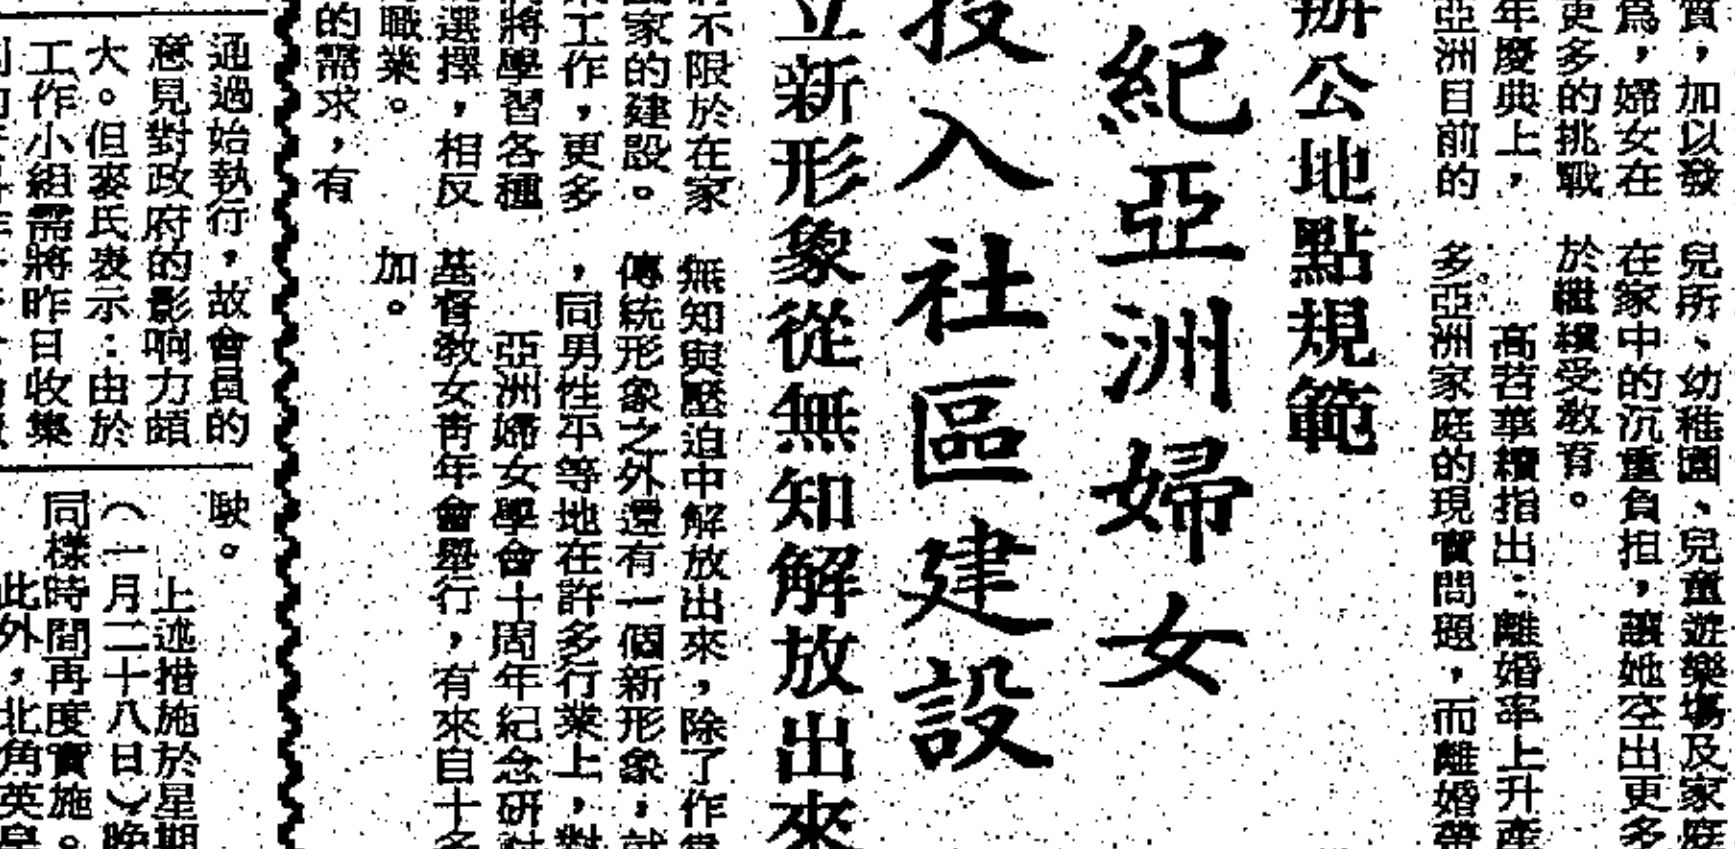 質，加以發
為，婦女在
更多的挑戰
年慶典上，
亞洲目前的
兒所、幼稚園、兒童遊樂場及家庭
在家中的沉重負担，讓她空出更多
於繼續受教育。
高苕華續指出：離婚率上升產
多亞洲家庭的現實問題，而離婚帶
辦公地點規範
紀亞洲婦女
投入社區建設
立新形象從無知解放出來
不限於在家
家的建設。
工作，更多
將學習各種
選擇，相反
職業。
的需求，有
無知與壓迫中解放出來，除了作爲
傳統形象之外還有一個新形象，就
，同男性平等地在許多行業上，對
亞洲婦女學會十周年紀念研討
基督教女青年會舉行，有來自十多
加。
通過始執行，故會員的
意見對政府的影响力頗
大。但麥氏表示：由於
工作小組需將昨日收集
駛。
上述措施於星期
（一月二十八日）晚
同樣時間再度實施。
此外，北角英皇